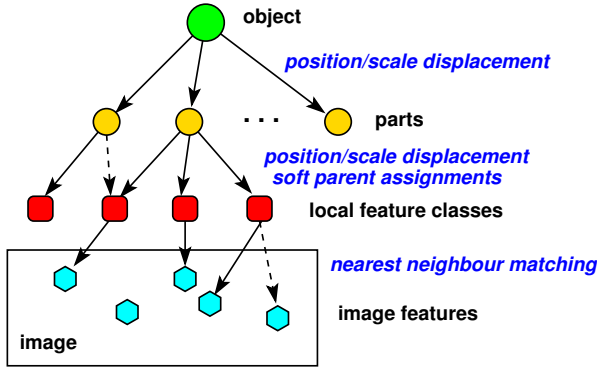 object
position/scale displacement
. . .
parts
position/scale displacement
soft parent assignments
local feature classes
nearest neighbour matching
image features
image